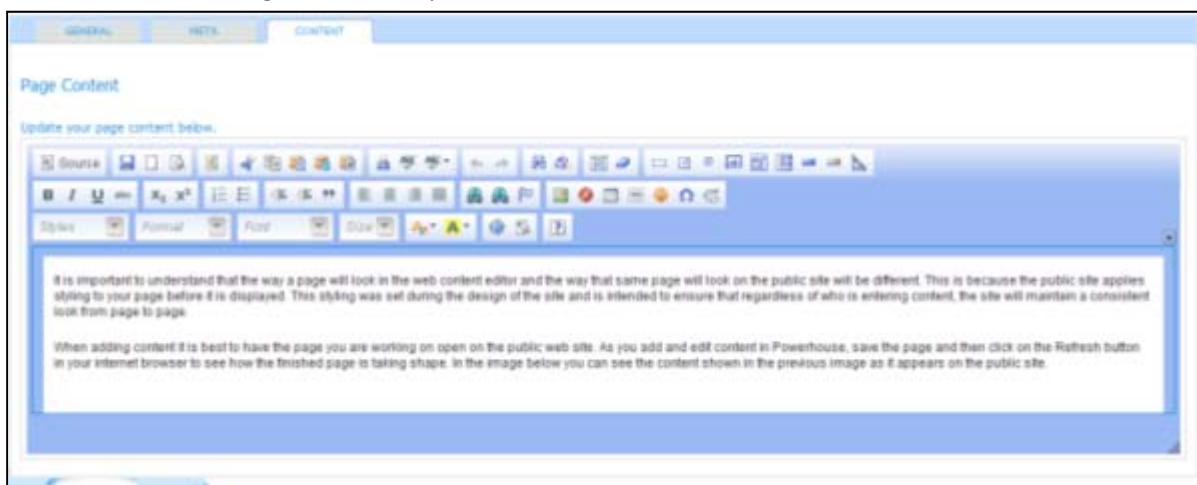 GENERAL META CONTENT
Page Content
Update your page content below.
Source
B I U abc X₂ X²
Styles Format Font Size A A
It is important to understand that the way a page will look in the web content editor and the way that same page will look on the public site will be different. This is because the public site applies
styling to your page before it is displayed. This styling was set during the design of the site and is intended to ensure that regardless of who is entering content, the site will maintain a consistent
look from page to page.
When adding content it is best to have the page you are working on open on the public web site. As you add and edit content in Powerhouse, save the page and then click on the Refresh button
in your internet browser to see how the finished page is taking shape. In the image below you can see the content shown in the previous image as it appears on the public site.